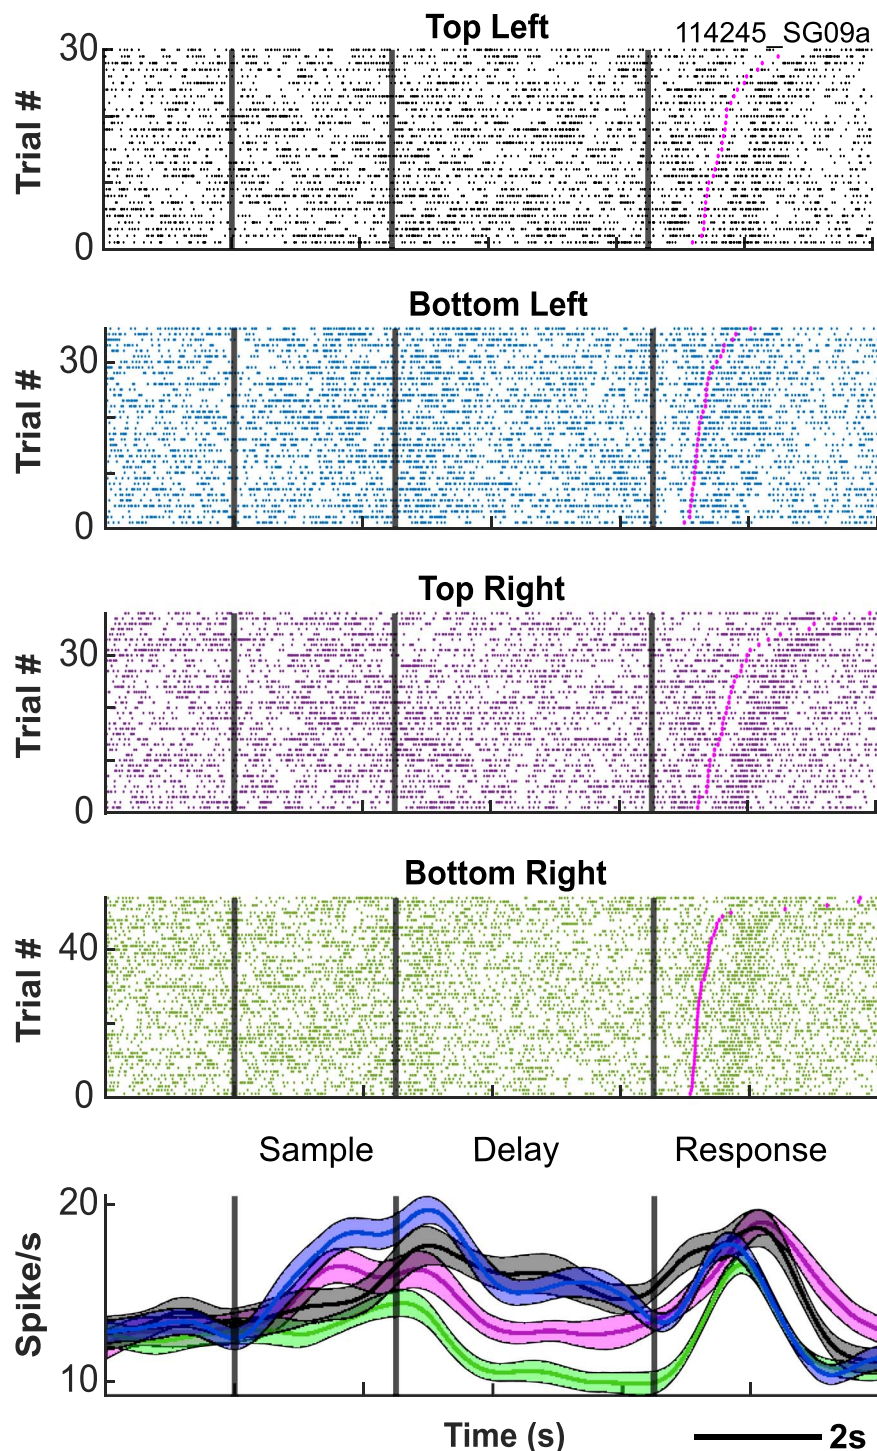 Top Left
114245_SG09a
30
Trial #
0
Bottom Left
30
Trial #
0
Top Right
30
Trial #
0
Bottom Right
40
Trial #
0
Sample Delay Response
20
Spike/s
10
Time (s) 2s